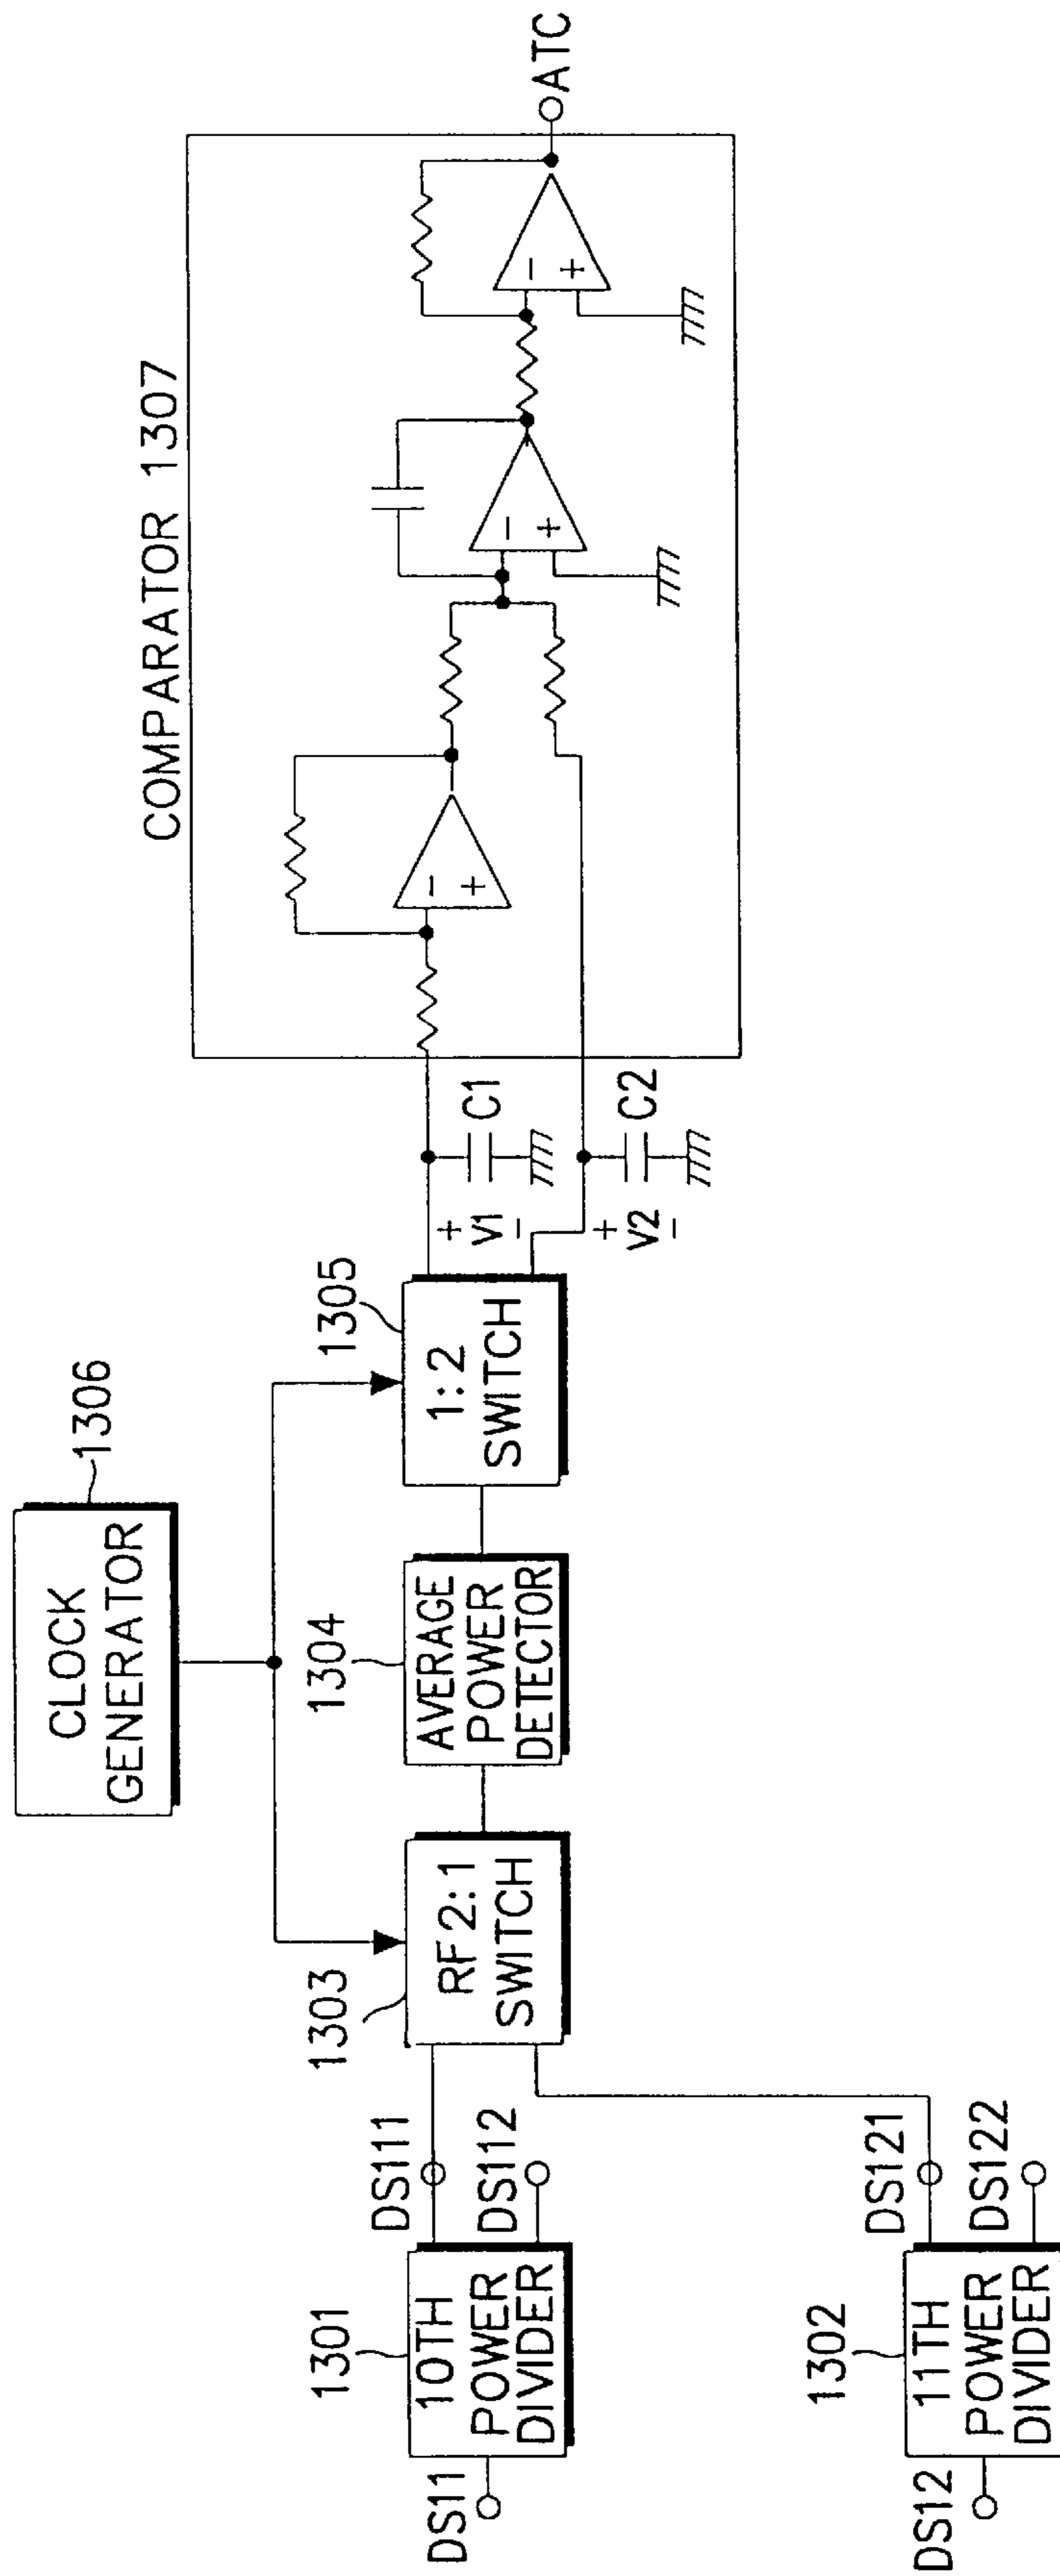 CLOCK
GENERATOR
1306
COMPARATOR 1307
DS11
1301
10TH
POWER
DIVIDER
DS111
DS112
1303
RF 2:1
SWITCH
1304
AVERAGE
POWER
DETECTOR
1305
1:2
SWITCH
+
V1
−
C1
+
V2
−
C2
−
+
−
+
−
+
ATC
DS12
1302
11TH
POWER
DIVIDER
DS121
DS122